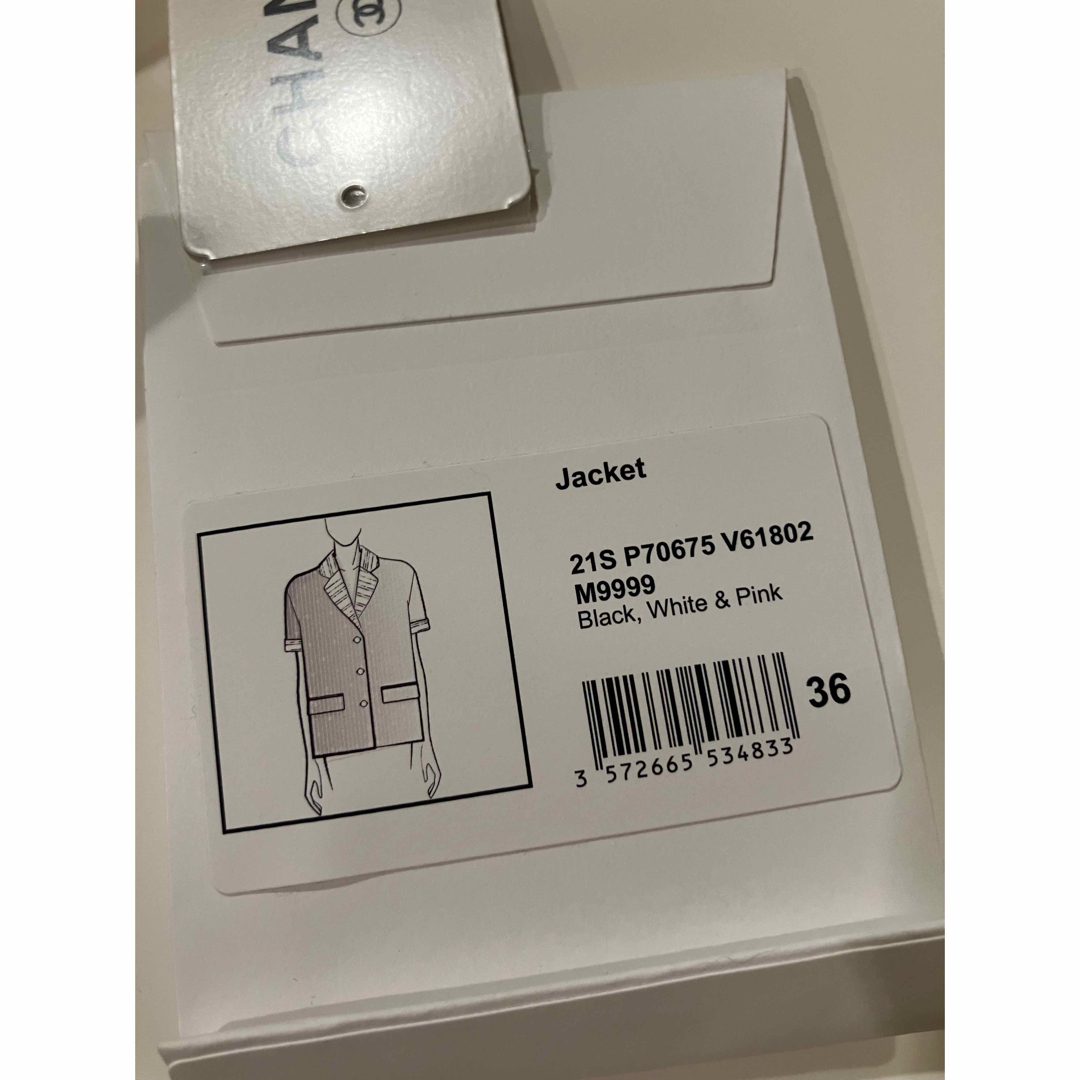 CHAN
Jacket
21S P70675 V61802
M9999
Black, White & Pink
36
3 572665 534833